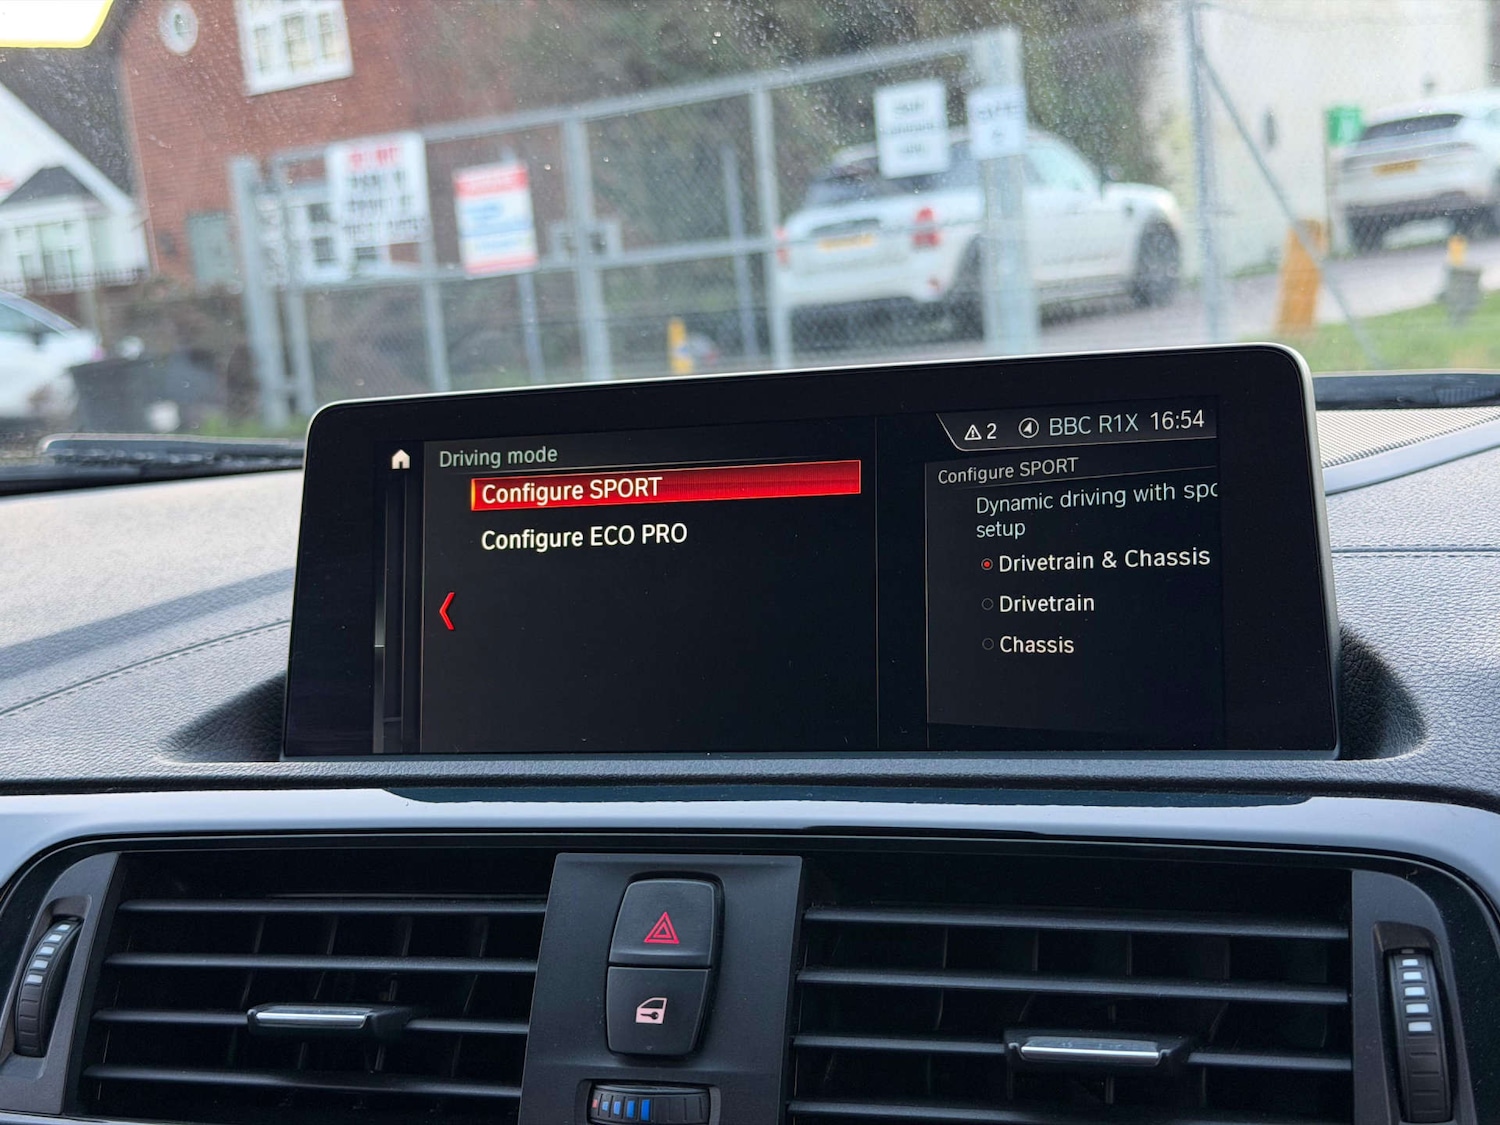 2 BBC R1X 16:54
Driving mode
Configure SPORT
Configure ECO PRO
Configure SPORT
Dynamic driving with spo
setup
Drivetrain & Chassis
Drivetrain
Chassis